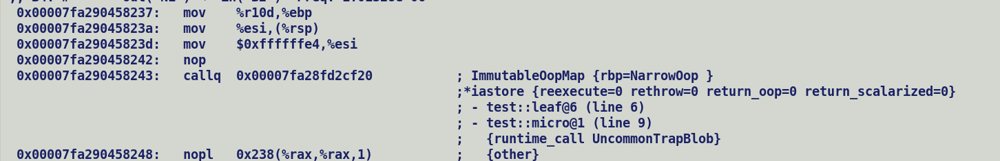 0x00007fa290458237:   mov    %r10d,%ebp
0x00007fa29045823a:   mov    %esi,(%rsp)
0x00007fa29045823d:   mov    $0xffffffe4,%esi
0x00007fa290458242:   nop
0x00007fa290458243:   callq  0x00007fa28fd2cf20           ; ImmutableOopMap {rbp=NarrowOop }
;*iastore {reexecute=0 rethrow=0 return_oop=0 return_scalarized=0}
; - test::leaf@6 (line 6)
; - test::micro@1 (line 9)
;   {runtime_call UncommonTrapBlob}
0x00007fa290458248:   nopl   0x238(%rax,%rax,1)           ;   {other}